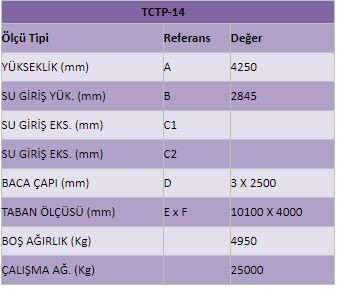 TCTP-14
Ölçü Tipi Referans Değer
YÜKSEKLİK (mm) A 4250
SU GİRİŞ YÜK. (mm) B 2845
SU GİRİŞ EKS. (mm) C1
SU GİRİŞ EKS. (mm) C2
BACA ÇAPI (mm) D 3 X 2500
TABAN ÖLÇÜSÜ (mm) E x F 10100 X 4000
BOŞ AĞIRLIK (Kg) 4950
ÇALIŞMA AĞ. (Kg) 25000